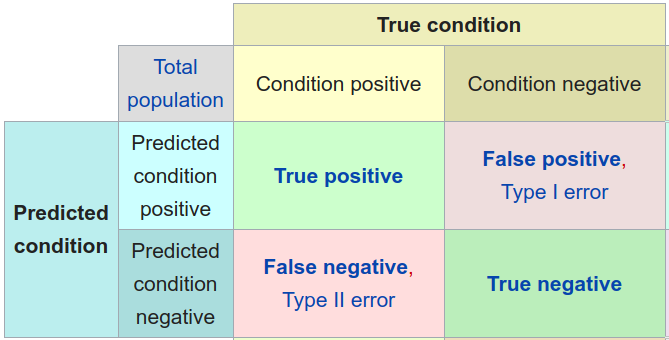 True condition
Total
population
Condition positive
Condition negative
Predicted
condition
Predicted
condition
positive
True positive
False positive,
Type I error
Predicted
condition
negative
False negative,
Type II error
True negative